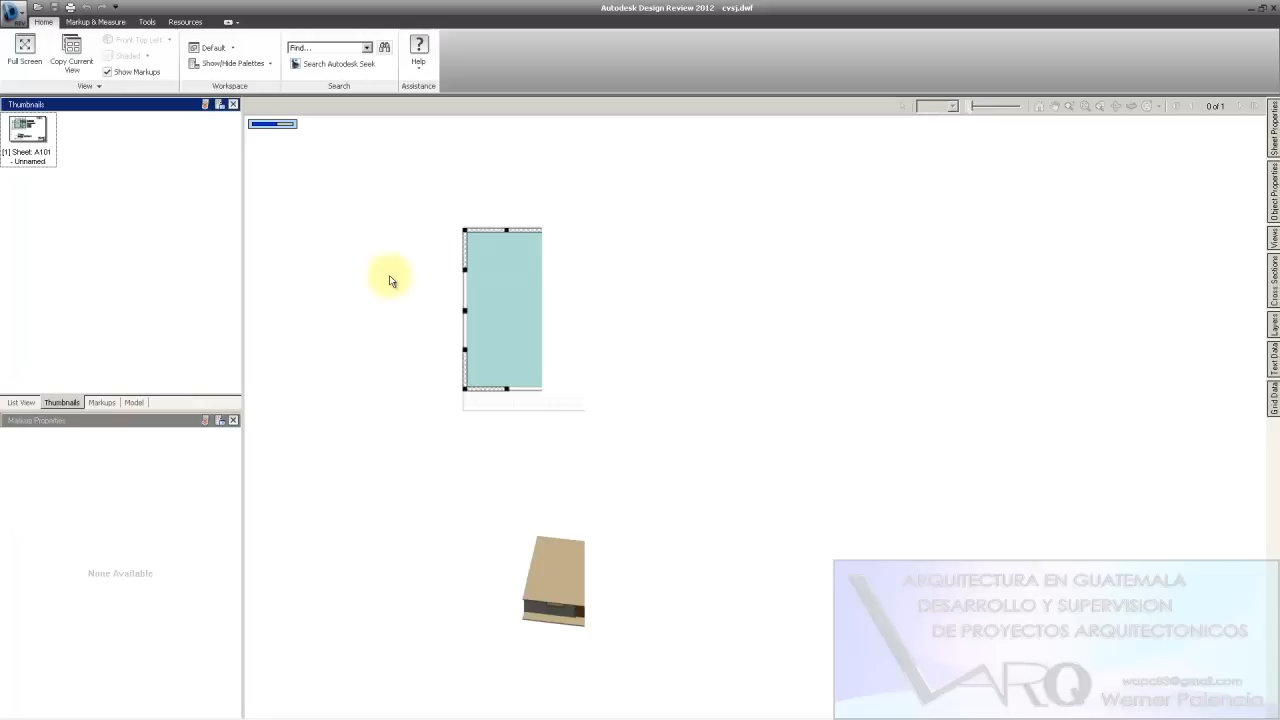 Autodesk Design Review 2012 cvsj.dwf
REV
Home Markup & Measure Tools Resources
Full Screen
Copy Current View
Front Top Left
Shaded
Show Markups
View
Default
Show/Hide Palettes
Workspace
Find...
Search Autodesk Seek
Search
? Help
Assistance
Thumbnails
[1] Sheet: A101
- Unnamed
List View Thumbnails Markups Model
Markup Properties
None Available
0 of 1
Sheet Properties
Object Properties
Views
Cross Sections
Layers
Text Data
Grid Data
ARQUITECTURA EN GUATEMALA
DESARROLLO Y SUPERVISION
DE PROYECTOS ARQUITECTONICOS
VARQ
Werner Palencia